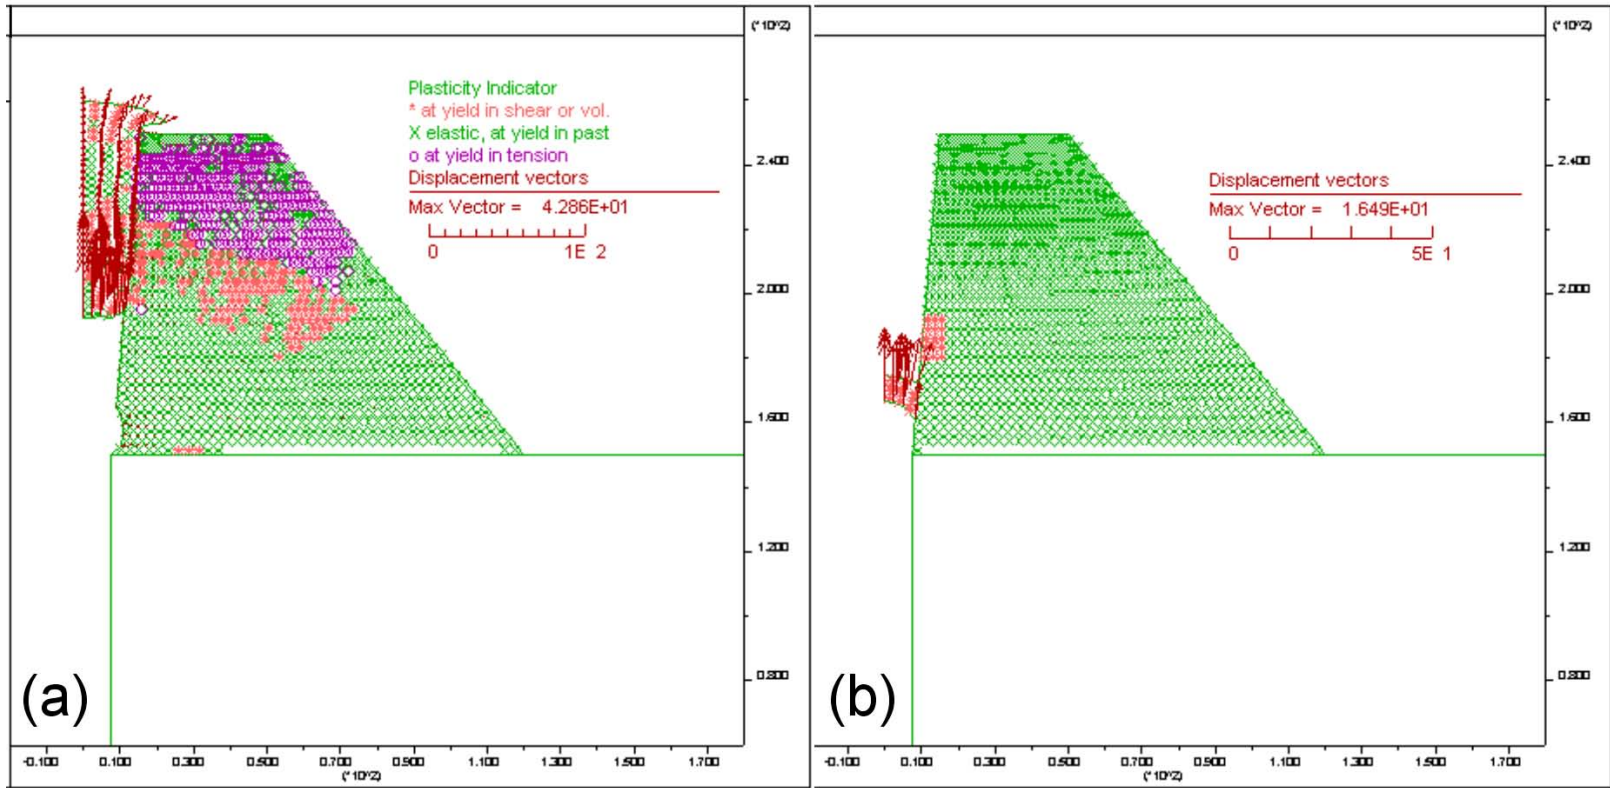 (*10^2)
Plasticity Indicator
* at yield in shear or vol.
X elastic, at yield in past
o at yield in tension
Displacement vectors
Max Vector = 4.286E+01
0 1E 2
2.400
2.000
1.600
1.200
0.800
(a)
-0.100 0.100 0.300 0.500 0.700 0.900 1.100 1.300 1.500 1.700
(*10^2)
(*10^2)
Displacement vectors
Max Vector = 1.649E+01
0 5E 1
2.400
2.000
1.600
1.200
0.800
(b)
-0.100 0.100 0.300 0.500 0.700 0.900 1.100 1.300 1.500 1.700
(*10^2)